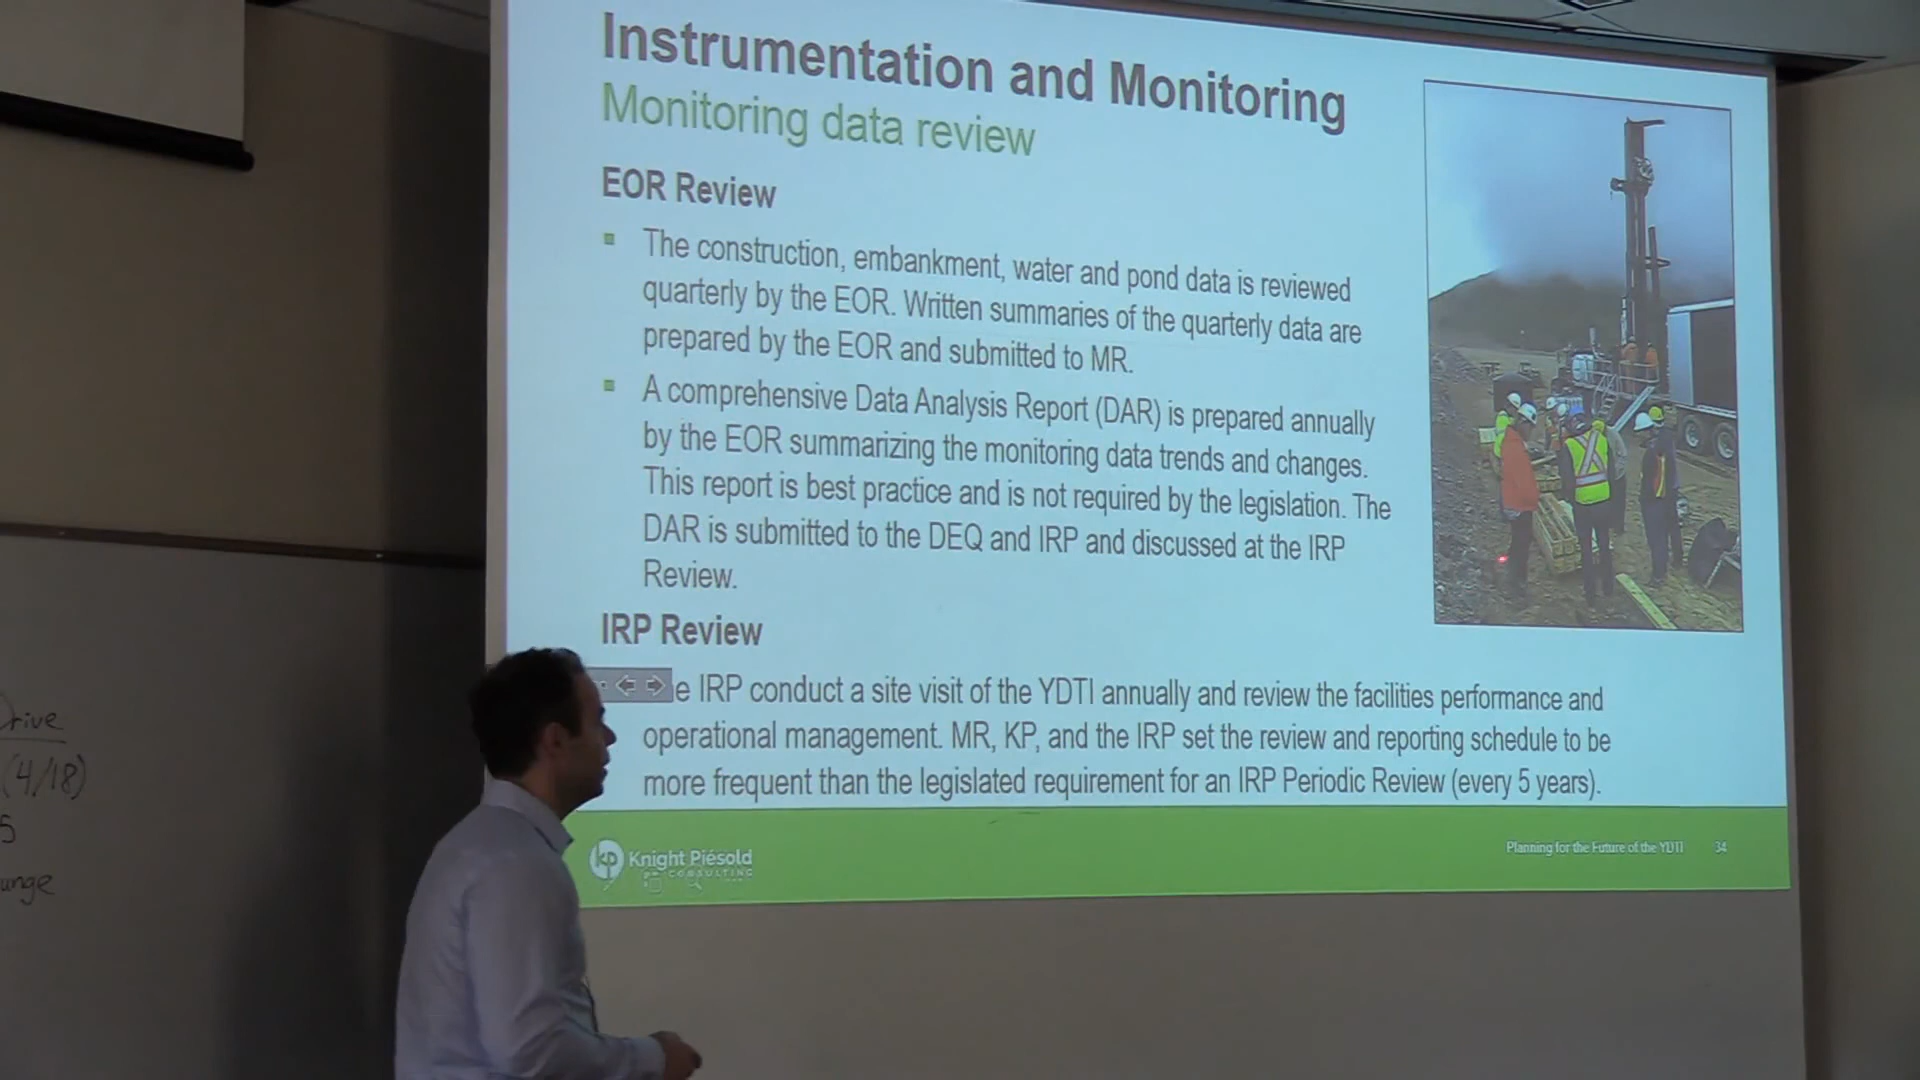 Instrumentation and Monitoring
Monitoring data review
EOR Review
The construction, embankment, water and pond data is reviewed
quarterly by the EOR. Written summaries of the quarterly data are
prepared by the EOR and submitted to MR.
A comprehensive Data Analysis Report (DAR) is prepared annually
by the EOR summarizing the monitoring data trends and changes.
This report is best practice and is not required by the legislation. The
DAR is submitted to the DEQ and IRP and discussed at the IRP
Review.
IRP Review
e IRP conduct a site visit of the YDTI annually and review the facilities performance and
operational management. MR, KP, and the IRP set the review and reporting schedule to be
more frequent than the legislated requirement for an IRP Periodic Review (every 5 years).
kp Knight Piésold
CONSULTING
Planning for the Future of the YDTI 34
Drive
(4/18)
5
unge